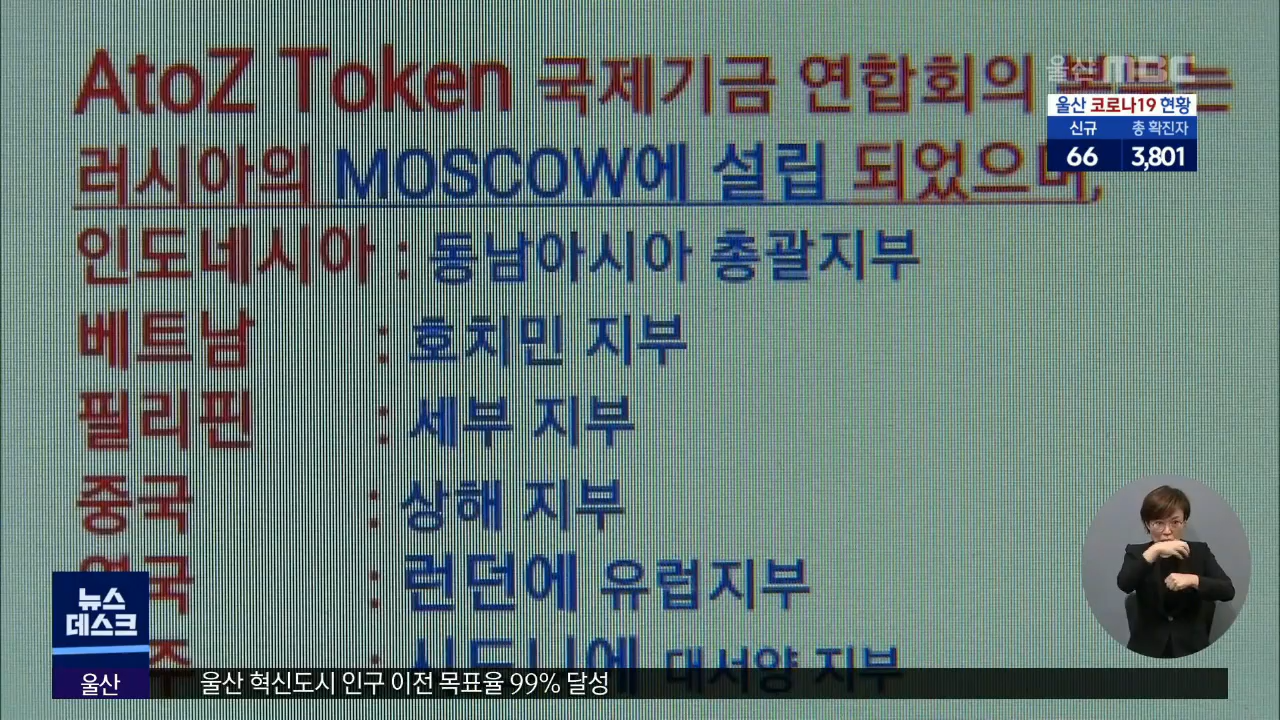 AtoZ Token 국제기금 연합회의
러시아의 MOSCOW에 설립 되었으며,
인도네시아 : 동남아시아 총괄지부
베트남 : 호치민 지부
필리핀 : 세부 지부
중국 : 상해 지부
영국 : 런던에 유럽지부
: 시드니에 대서양 지부
울산 MBC
울산 코로나19 현황
신규 총 확진자
66 3,801
뉴스
데스크
울산
울산 혁신도시 인구 이전 목표율 99% 달성